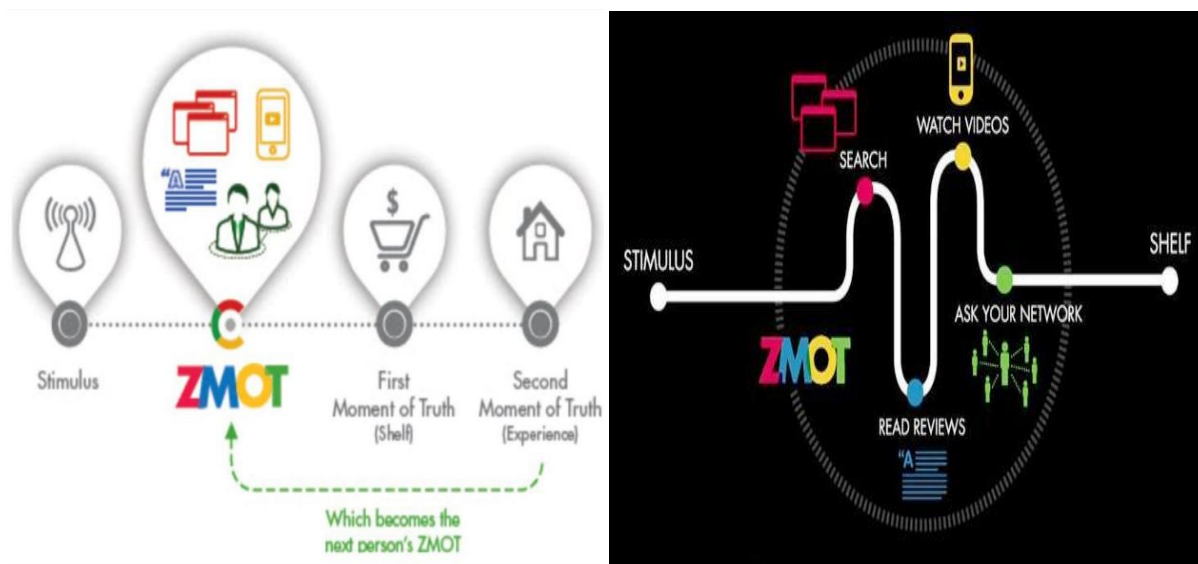 Stimulus
ZMOT
First
Moment of Truth
(Shelf)
Second
Moment of Truth
(Experience)
Which becomes the
next person's ZMOT
$
"A
STIMULUS
SEARCH
WATCH VIDEOS
SHELF
ASK YOUR NETWORK
ZMOT
READ REVIEWS
"A